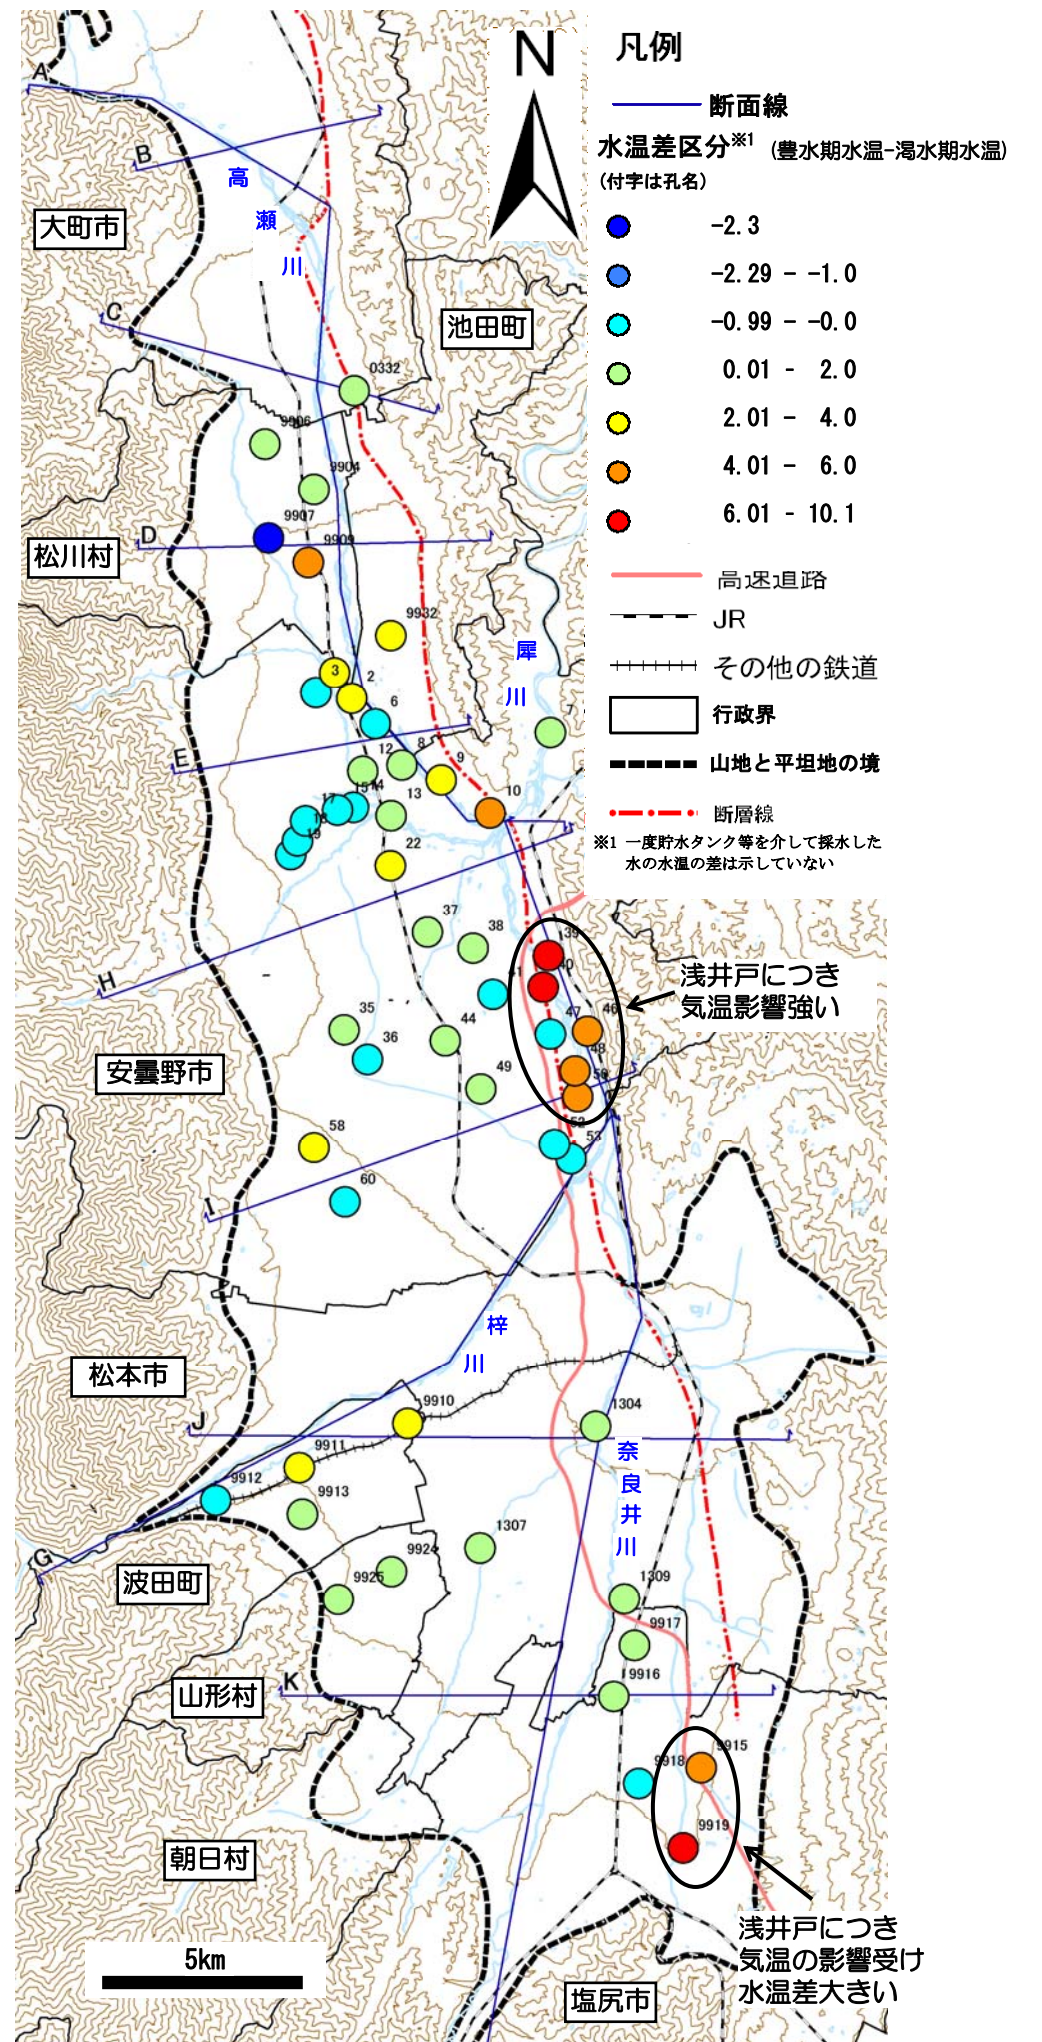 N
凡例
断面線
水温差区分※1 (豊水期水温-渇水期水温)
(付字は孔名)
-2.3
-2.29 - -1.0
-0.99 - -0.0
0.01 - 2.0
2.01 - 4.0
4.01 - 6.0
6.01 - 10.1
高速道路
JR
その他の鉄道
行政界
山地と平坦地の境
断層線
※1 一度貯水タンク等を介して採水した
水の水温の差は示していない
A
B
高
瀬
川
大町市
C
池田町
0332
9906
9904
9907
D
9909
松川村
9932
犀
川
3
2
6
7
E
12
8
9
14
15
17
13
10
18
19
22
H
37
38
39
40
41
浅井戸につき
気温影響強い
35
36
44
47
46
48
49
50
安曇野市
52
53
58
60
I
梓
川
松本市
9910
1304
J
9911
9912
9913
奈
良
井
川
G
1307
9924
9925
波田町
1309
9917
9916
K
山形村
9915
9918
9919
朝日村
浅井戸につき
気温の影響受け
水温差大きい
5km
塩尻市